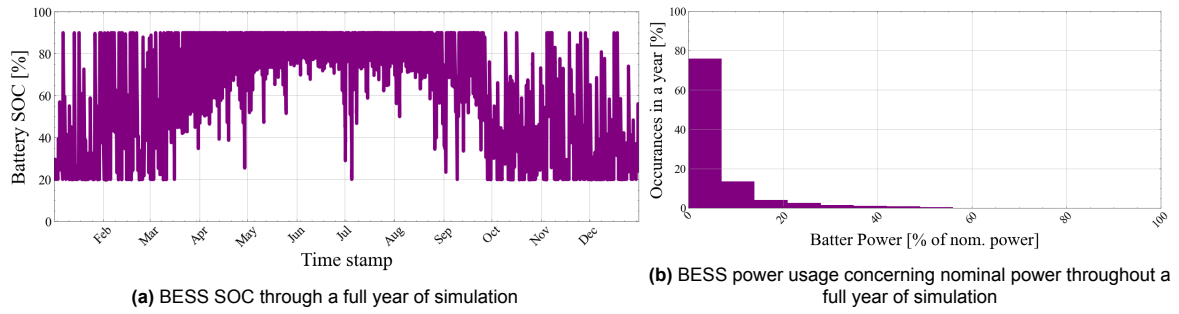 100
80
60
40
20
0
Battery SOC [%]
Feb
Mar
Apr
May
Jun
Jul
Aug
Sep
Oct
Nov
Dec
Time stamp
(a) BESS SOC through a full year of simulation
100
80
60
40
20
0
Occurances in a year [%]
0
20
40
60
80
100
Batter Power [% of nom. power]
(b) BESS power usage concerning nominal power throughout a
full year of simulation